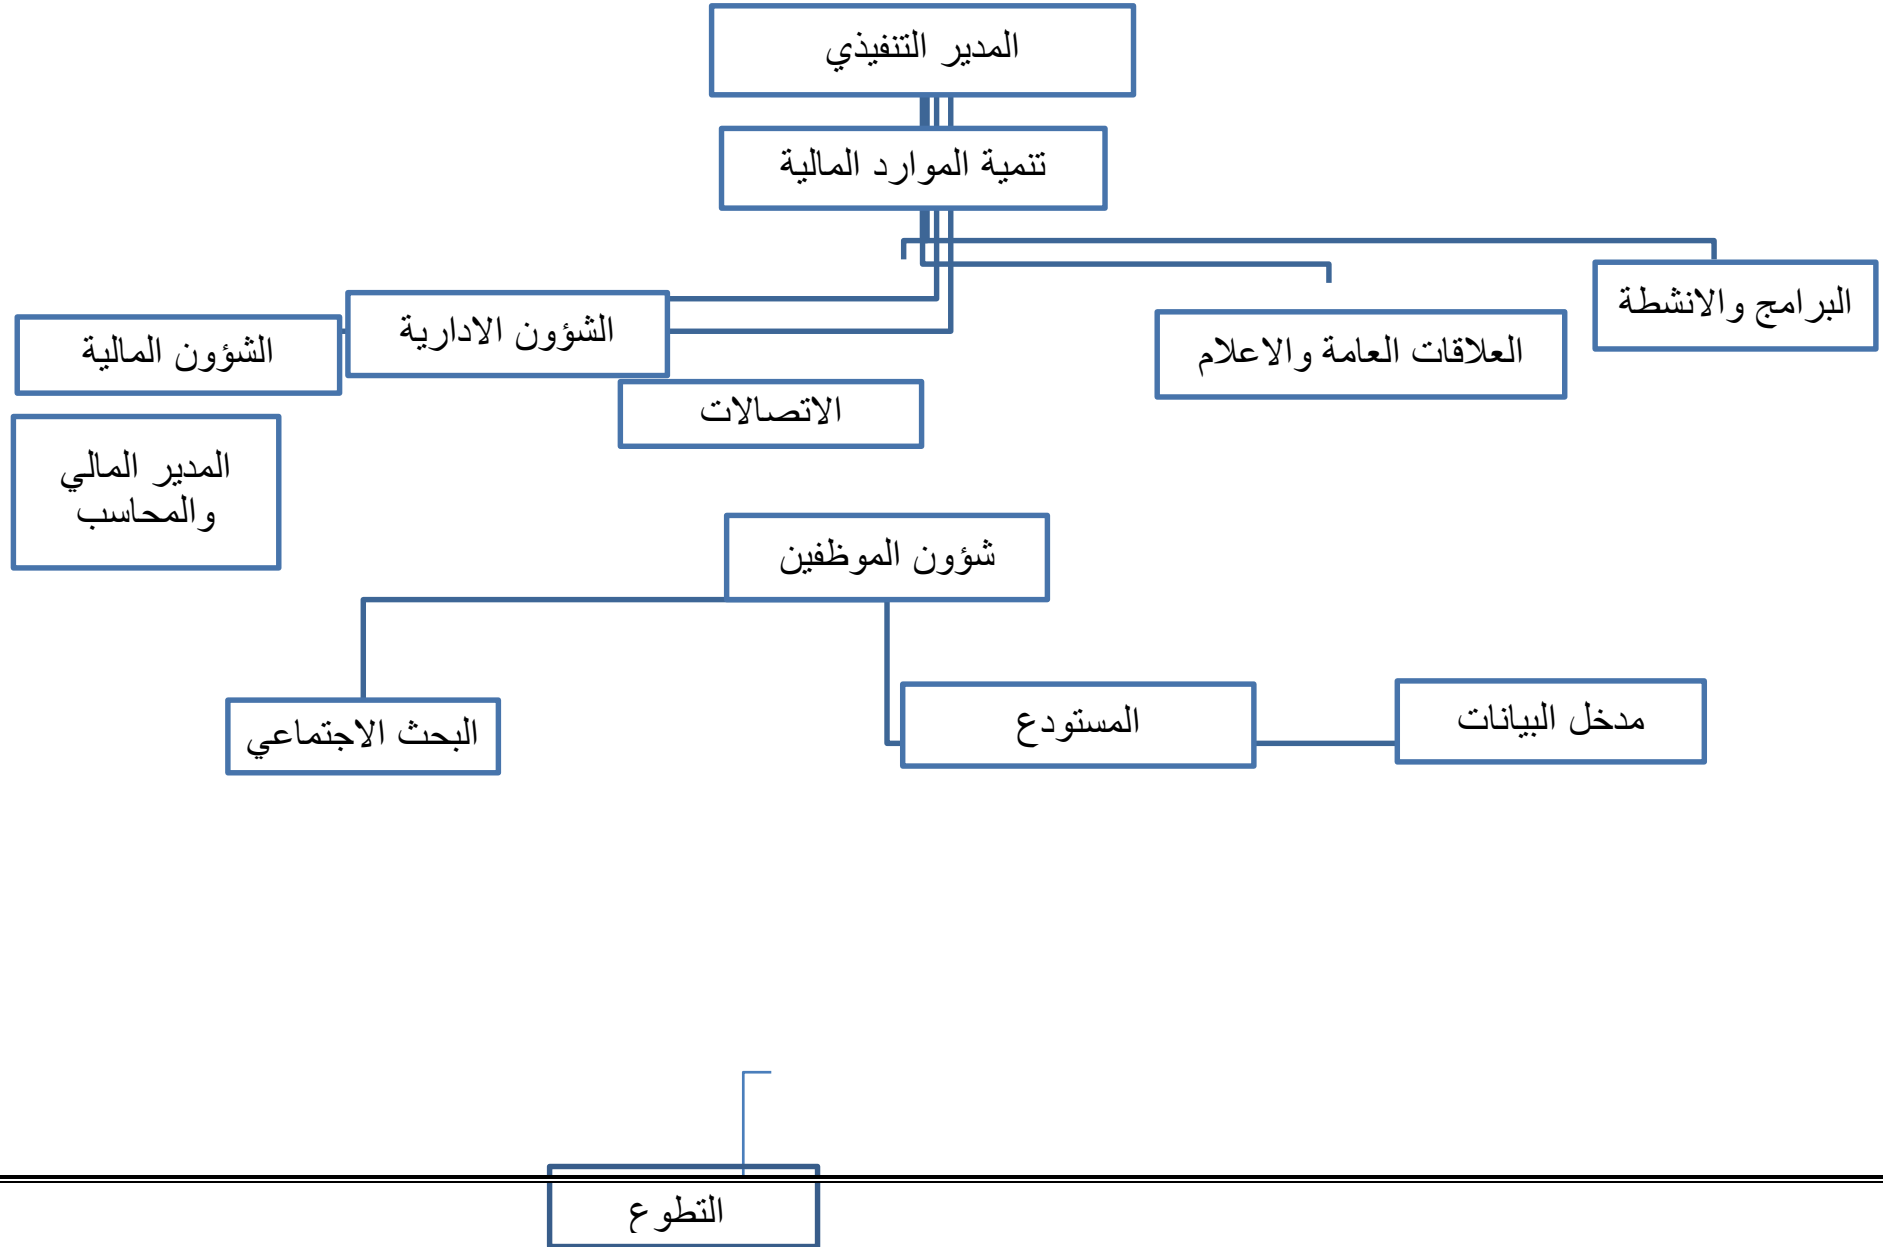 المدير التنفيذي
تنمية الموارد المالية
البرامج والانشطة
العلاقات العامة والاعلام
الشؤون الادارية
الشؤون المالية
الاتصالات
المدير المالي
والمحاسب
شؤون الموظفين
مدخل البيانات
المستودع
البحث الاجتماعي
التطوع